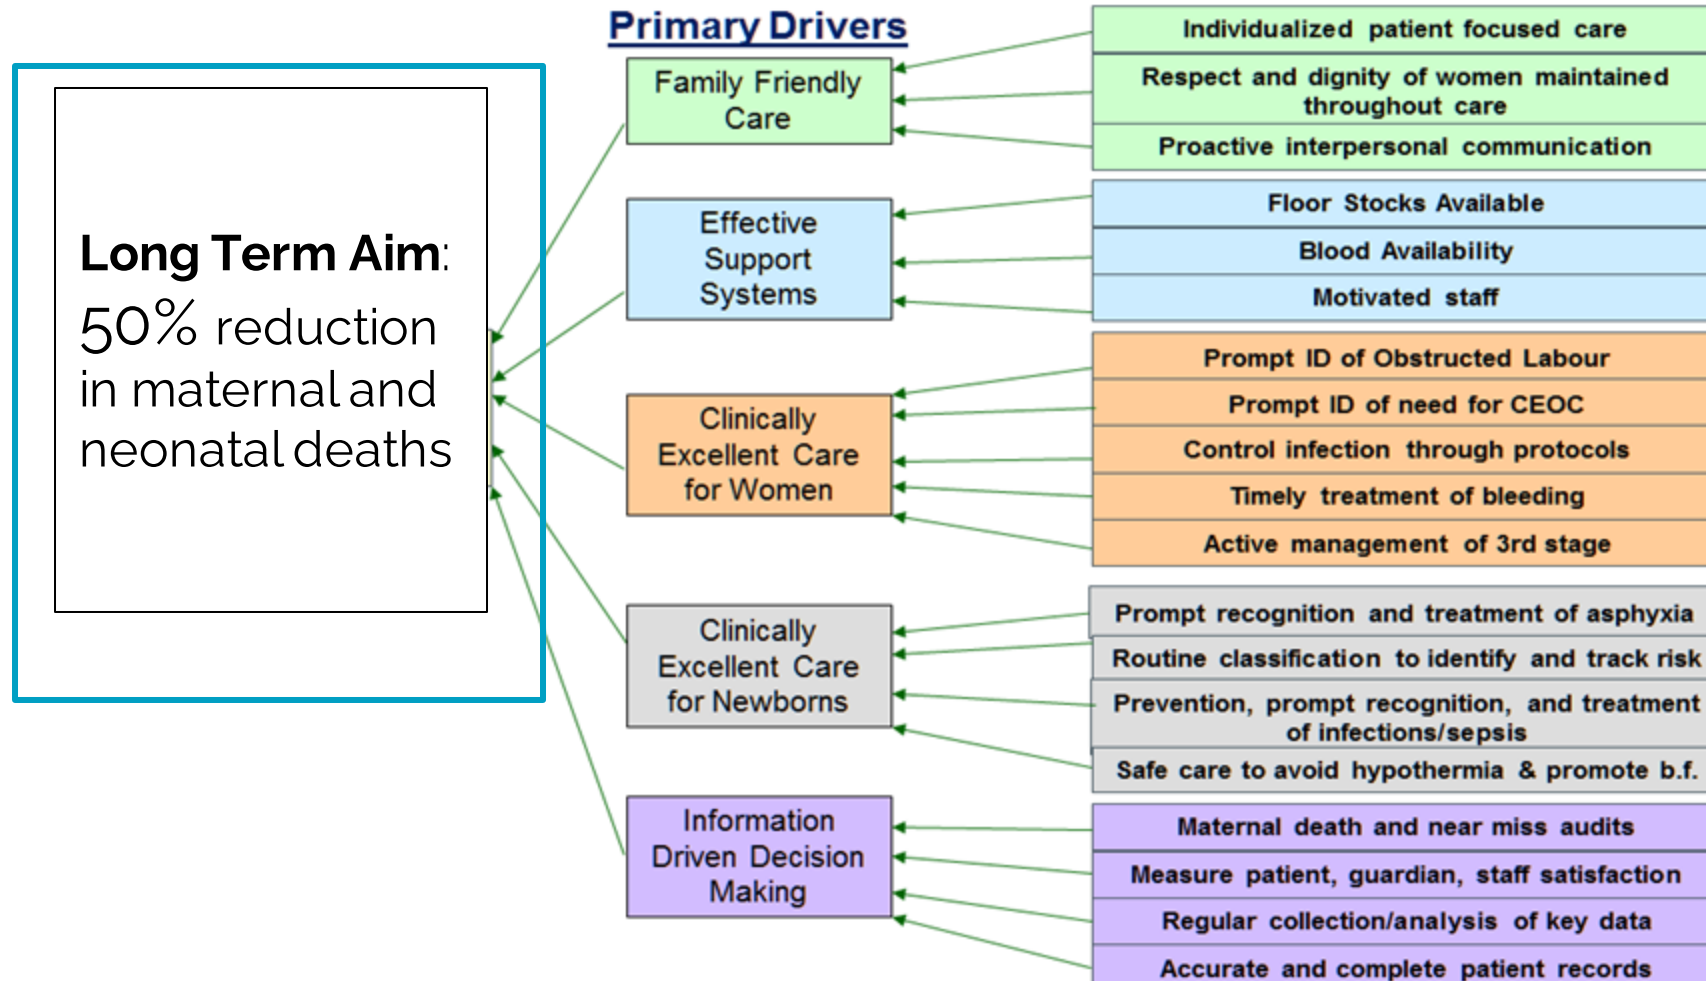 Primary Drivers
Long Term Aim:
50% reduction
in maternal and
neonatal deaths
Family Friendly
Care
Individualized patient focused care
Respect and dignity of women maintained
throughout care
Proactive interpersonal communication
Effective
Support
Systems
Floor Stocks Available
Blood Availability
Motivated staff
Clinically
Excellent Care
for Women
Prompt ID of Obstructed Labour
Prompt ID of need for CEOC
Control infection through protocols
Timely treatment of bleeding
Active management of 3rd stage
Clinically
Excellent Care
for Newborns
Prompt recognition and treatment of asphyxia
Routine classification to identify and track risk
Prevention, prompt recognition, and treatment
of infections/sepsis
Safe care to avoid hypothermia & promote b.f.
Information
Driven Decision
Making
Maternal death and near miss audits
Measure patient, guardian, staff satisfaction
Regular collection/analysis of key data
Accurate and complete patient records